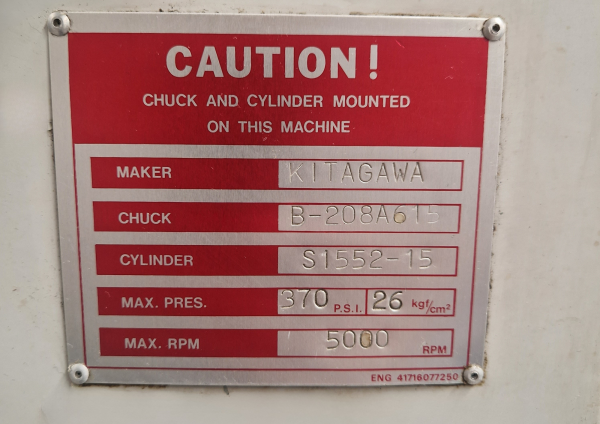 CAUTION!
CHUCK AND CYLINDER MOUNTED
ON THIS MACHINE
MAKER KITAGAWA
CHUCK B-208A615
CYLINDER S1552-15
MAX. PRES. 370 P.S.I. 26 kgf/cm²
MAX. RPM 5000 RPM
ENG 41716077250